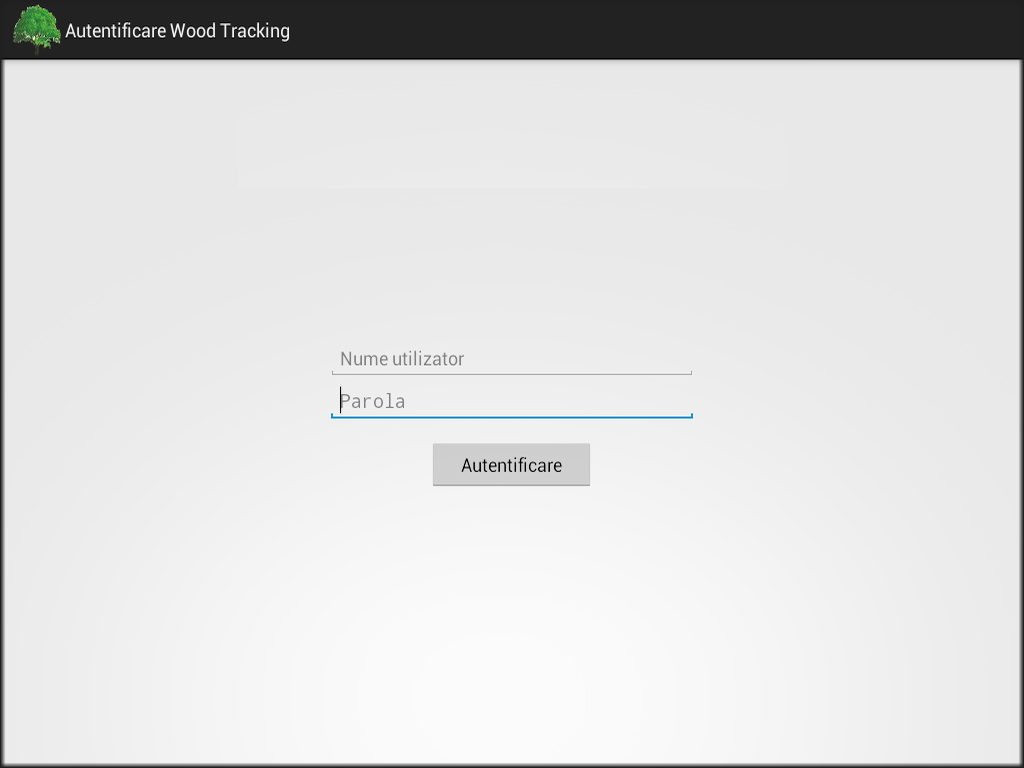 Autentificare Wood Tracking
Nume utilizator
Parola
Autentificare